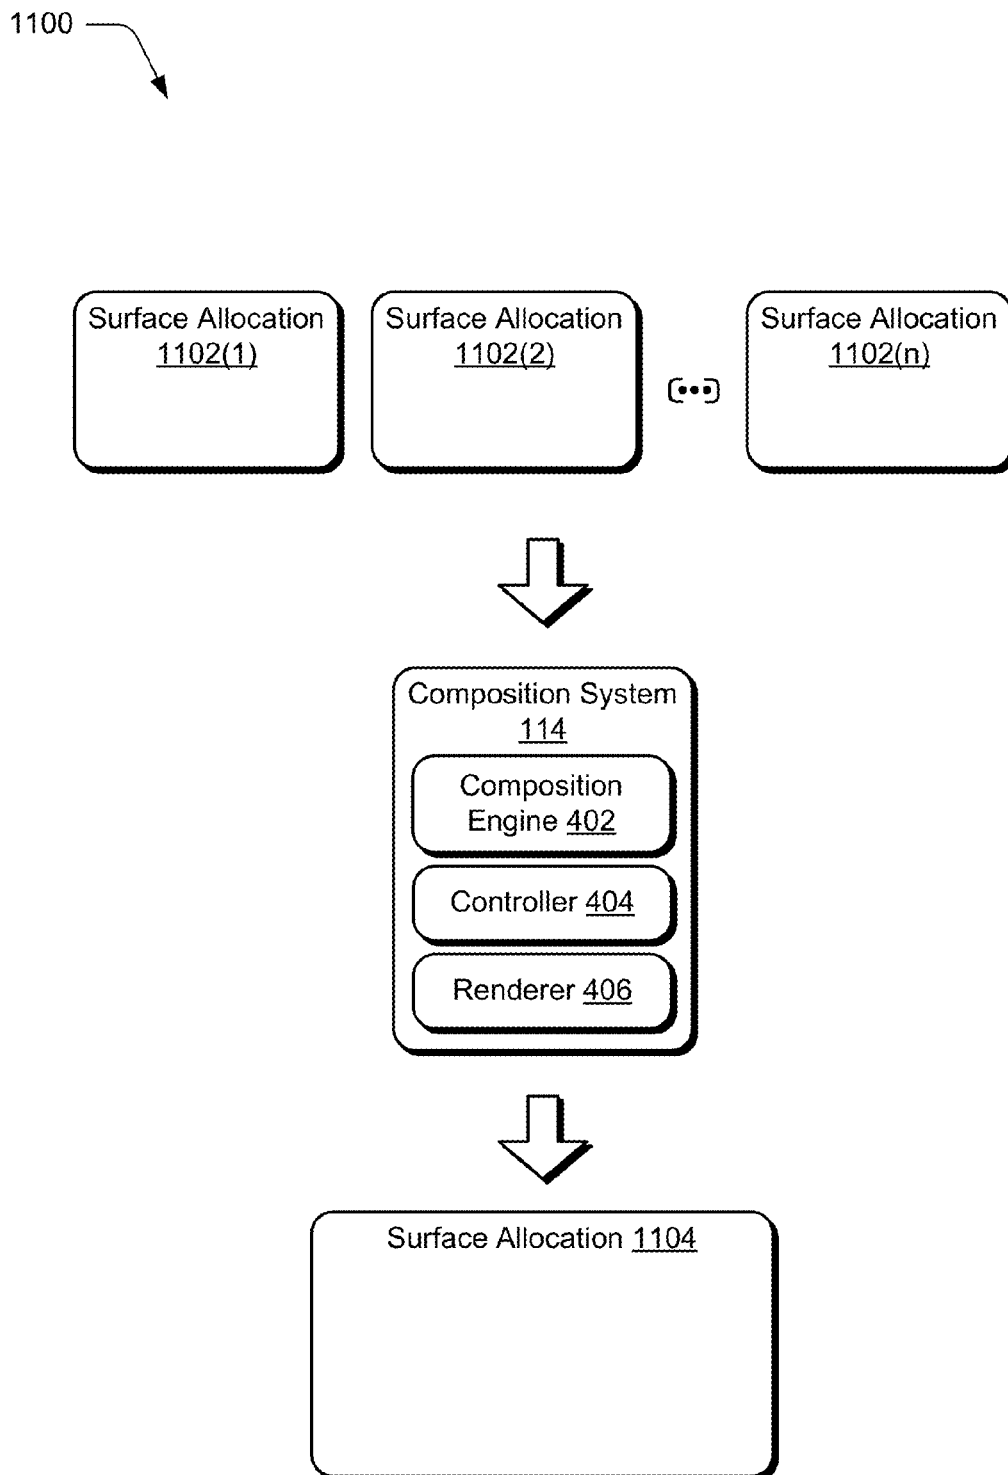 1100
Surface Allocation
1102(1)
Surface Allocation
1102(2)
Surface Allocation
1102(n)
Composition System
114
Composition
Engine 402
Controller 404
Renderer 406
Surface Allocation 1104